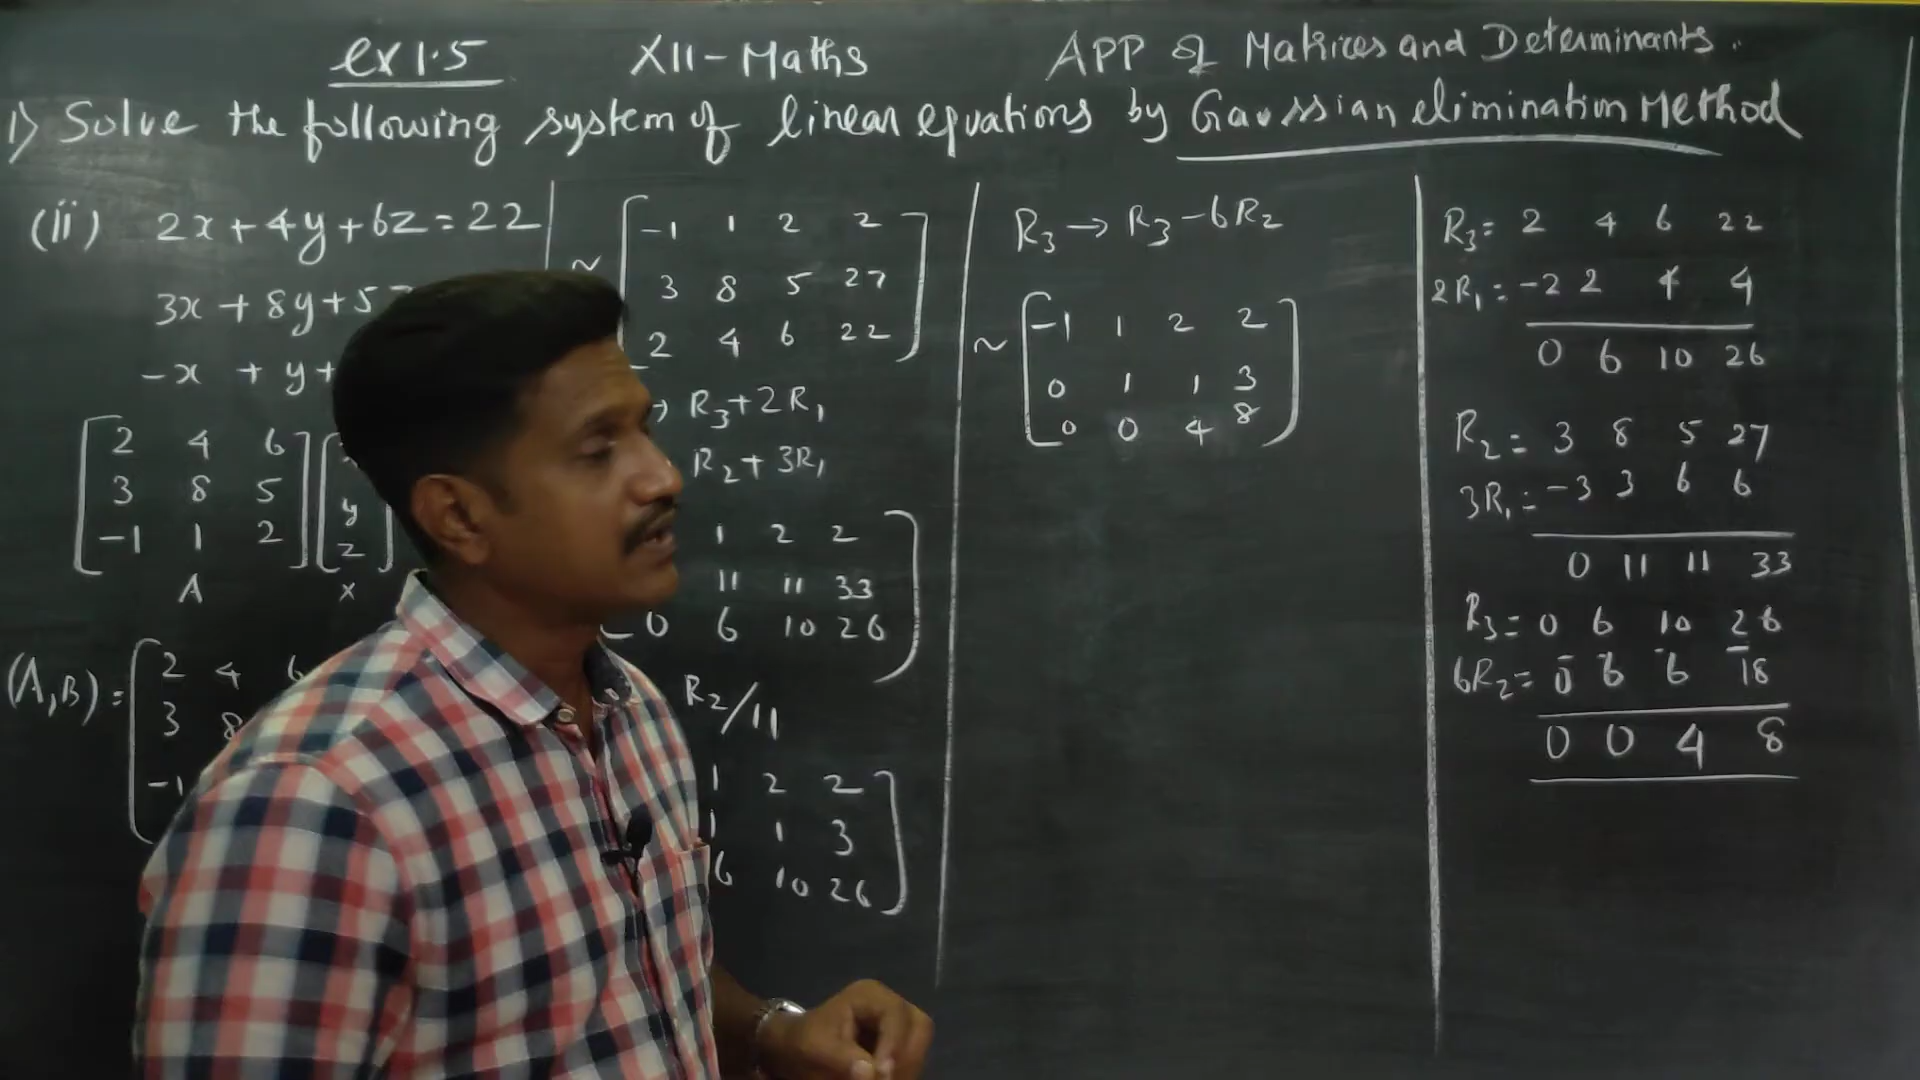 ex 1.5 XII - Maths APP of Matrices and Determinants.
1) Solve the following system of linear equations by Gaussian elimination Method
(ii) 2x + 4y + 6z = 22
3x + 8y + 5
-x + y +
2 4 6
3 8 5 y
-1 1 2 z
A x
(A,B) = 2 4 6
3 8
-1
~ -1 1 2 2
3 8 5 27
2 4 6 22
→ R3 + 2R1
R2 + 3R1
1 2 2
11 11 33
0 6 10 26
R2/11
1 2 2
1 1 3
6 10 26
R3 → R3 - 6R2
~ -1 1 2 2
0 1 1 3
0 0 4 8
R3 = 2 4 6 22
2R1 = -2 2 4 4
0 6 10 26
R2 = 3 8 5 27
3R1 = -3 3 6 6
0 11 11 33
R3 = 0 6 10 26
6R2 = 0 6 6 18
0 0 4 8